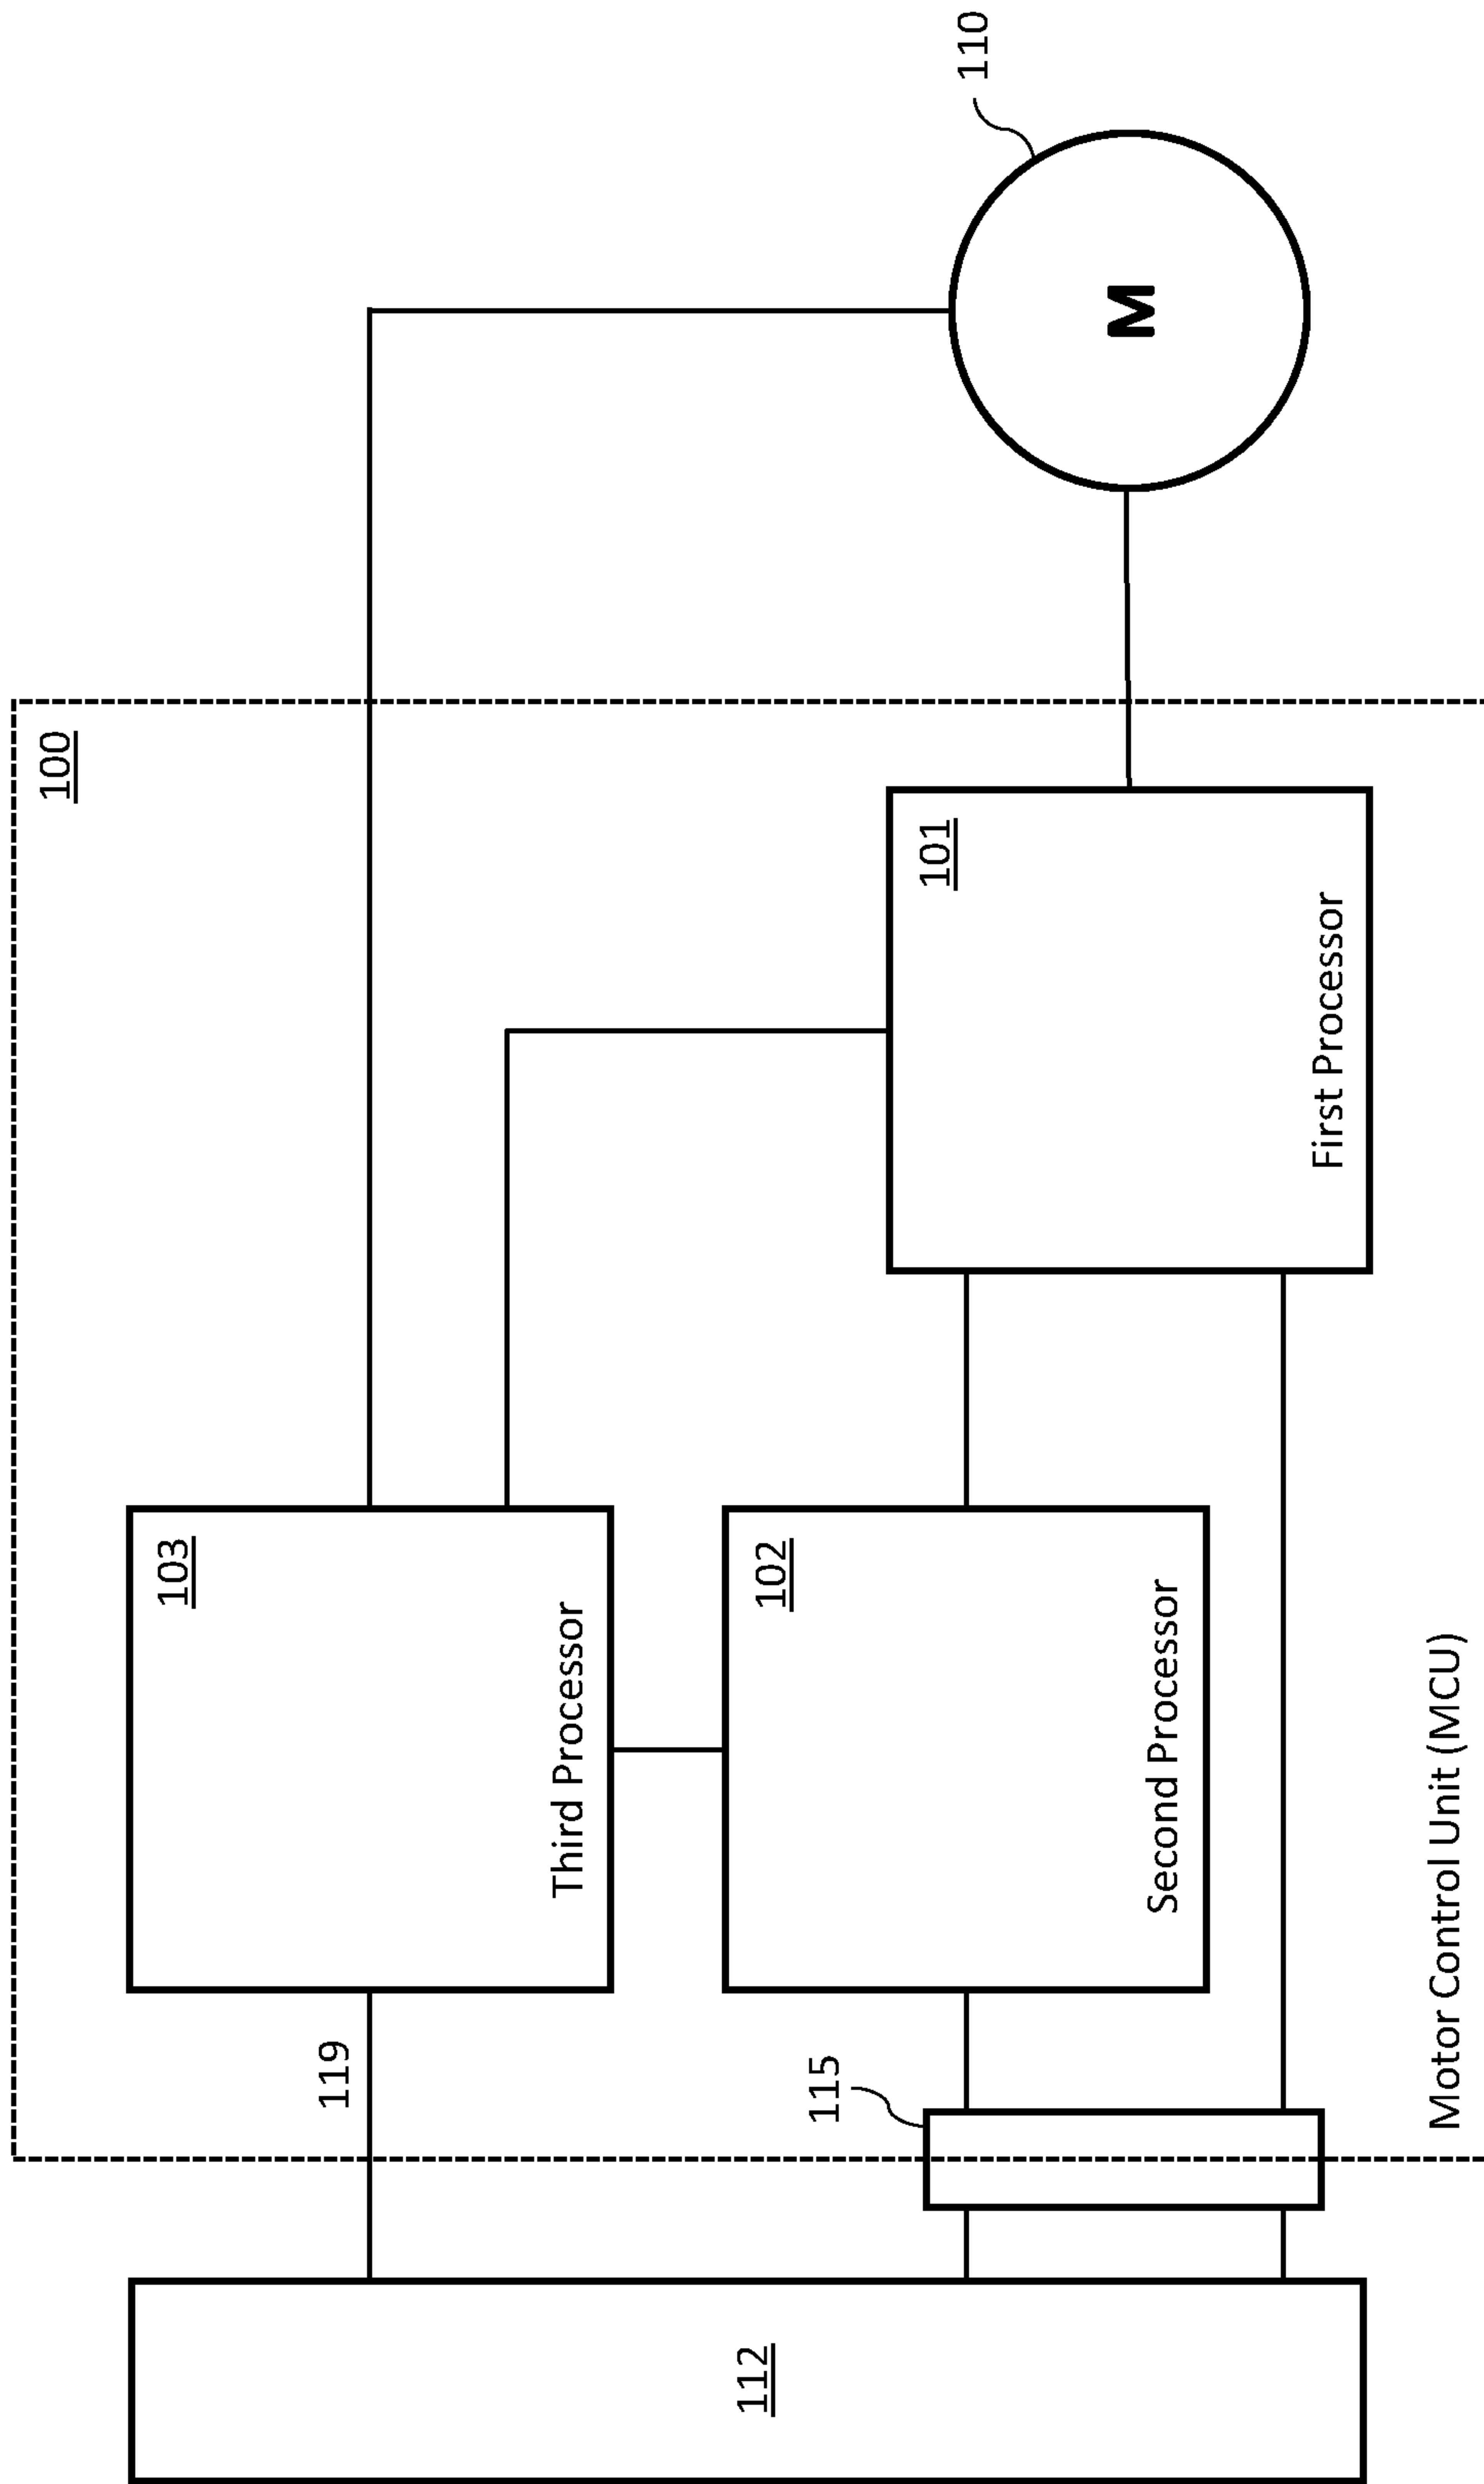 100
110
119
103
Third Processor
101
First Processor
M
112
115
102
Second Processor
Motor Control Unit (MCU)